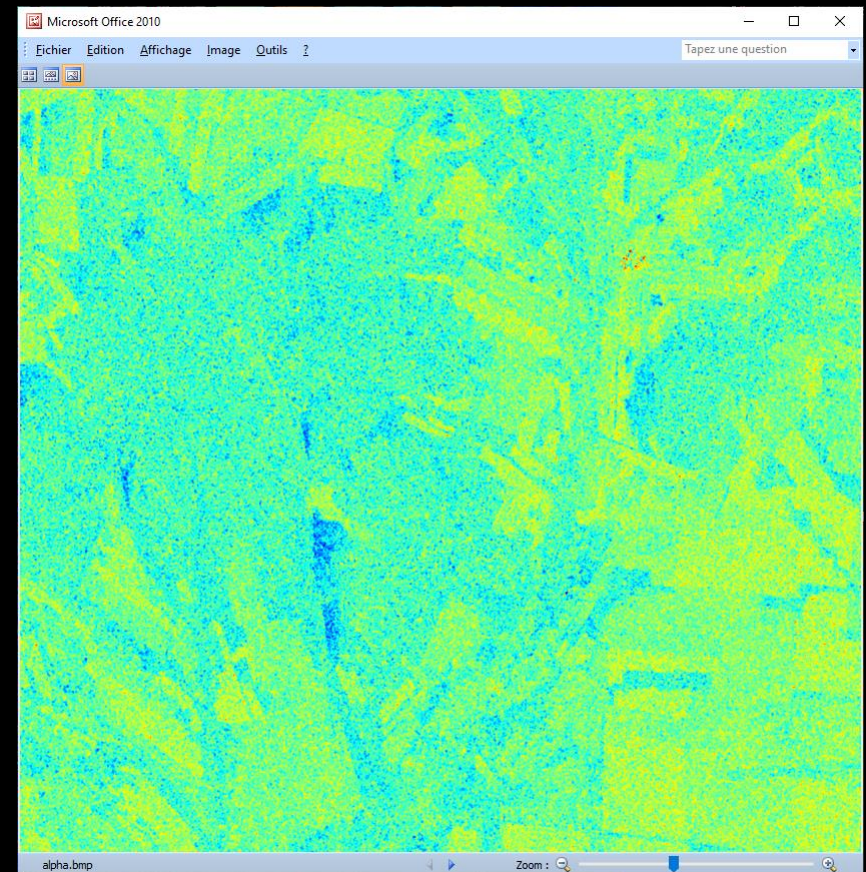 Microsoft Office 2010
Fichier Edition Affichage Image Outils ?
Tapez une question
alpha.bmp
Zoom :